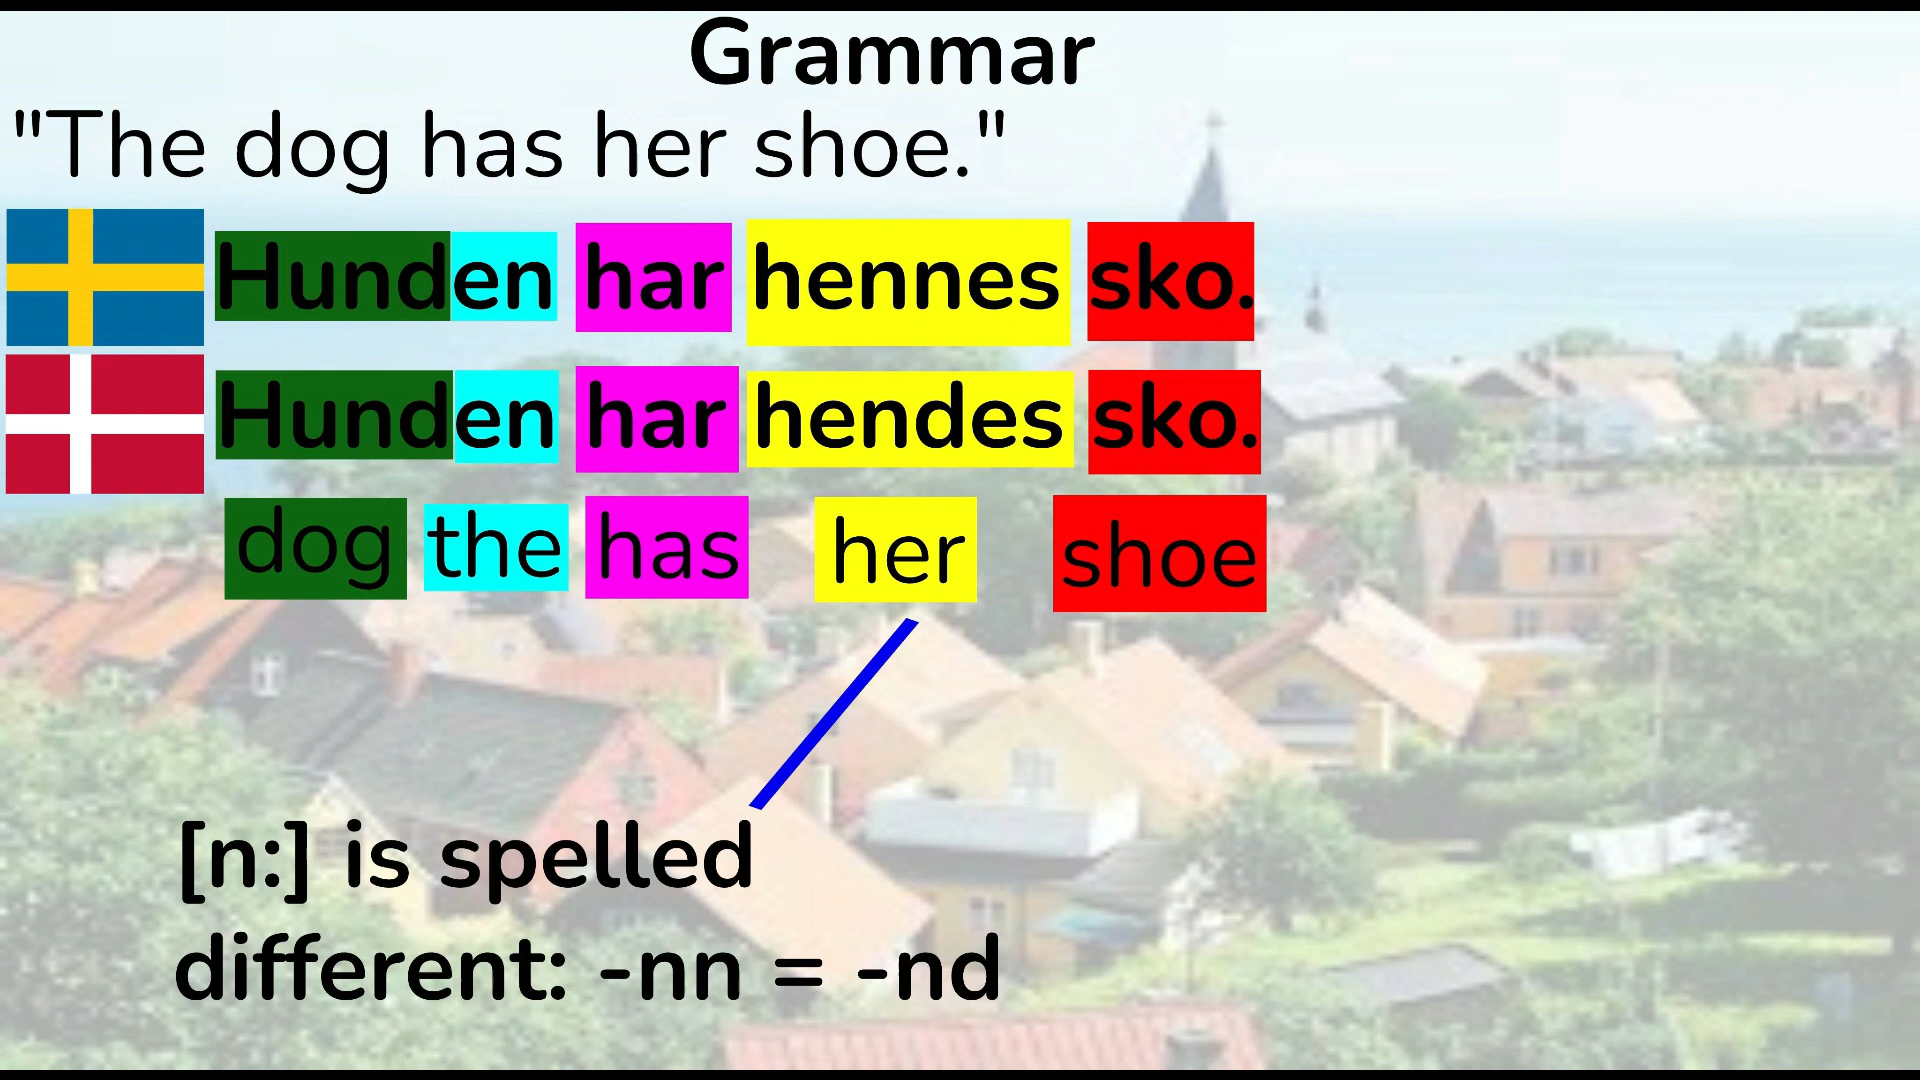 Grammar
"The dog has her shoe."
Hunden har hennes sko.
Hunden har hendes sko.
dog the has her shoe
[n:] is spelled
different: -nn = -nd